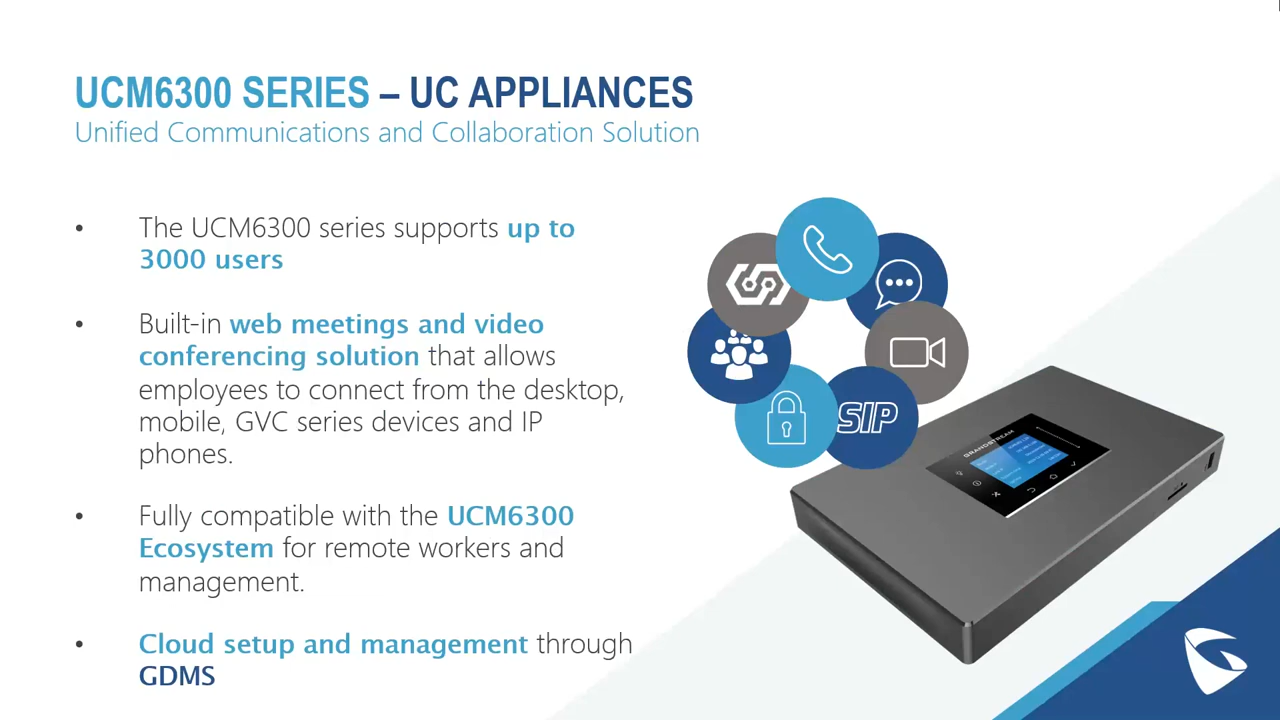 UCM6300 SERIES – UC APPLIANCES
Unified Communications and Collaboration Solution
• The UCM6300 series supports up to
3000 users
• Built-in web meetings and video
conferencing solution that allows
employees to connect from the desktop,
mobile, GVC series devices and IP
phones.
• Fully compatible with the UCM6300
Ecosystem for remote workers and
management.
• Cloud setup and management through
GDMS
SIP
GRANDSTREAM